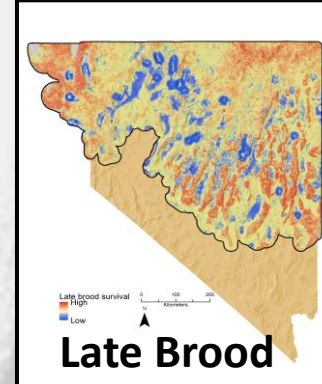 Late brood survival
High
Low
0 100 200
Kilometers
N
Late Brood